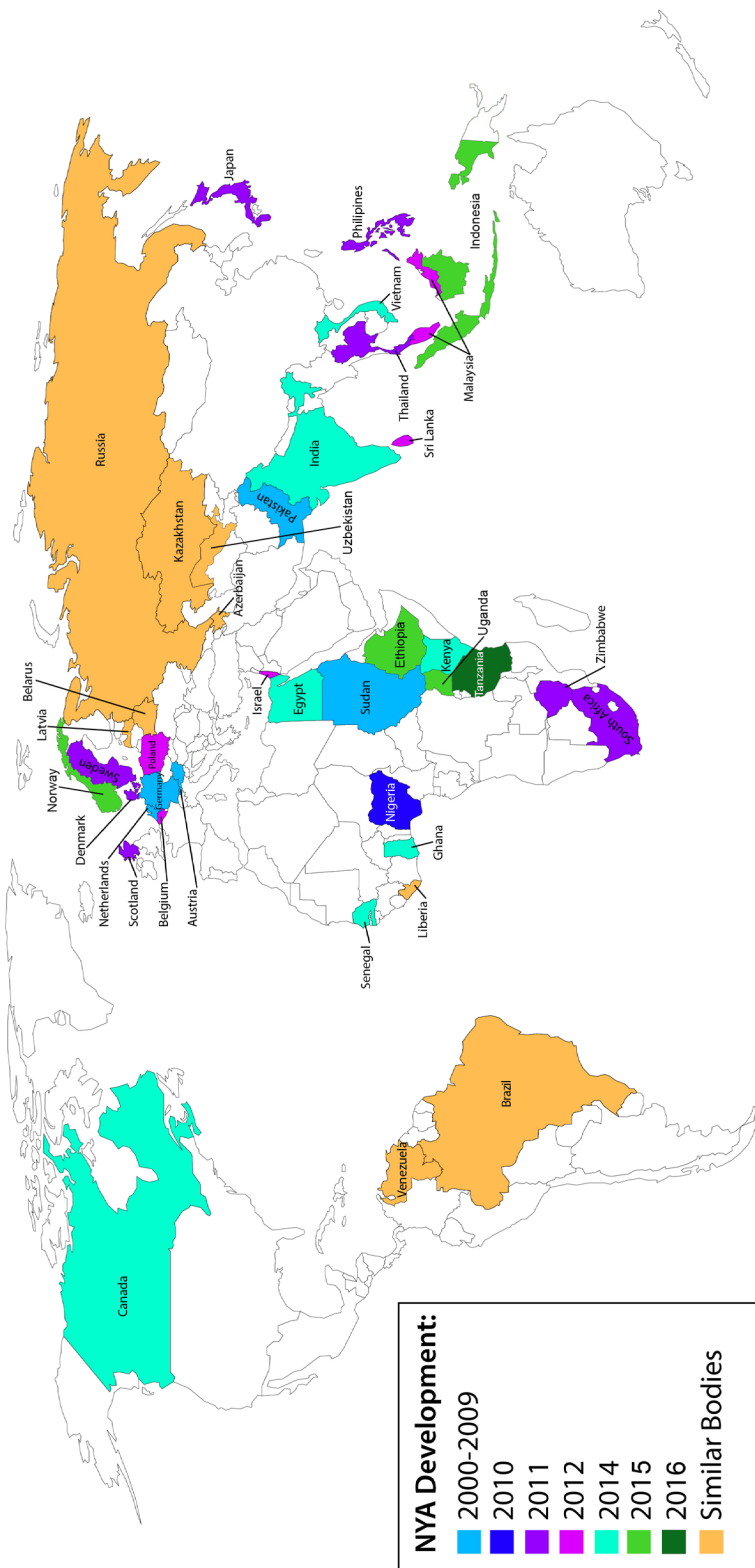 Canada
Venezuela
Brazil
Norway
Latvia
Belarus
Denmark
Sweden
Netherlands
Scotland
Belgium
Austria
Germany
Poland
Russia
Kazakhstan
Azerbaijan
Uzbekistan
Japan
Israel
Egypt
Sudan
Ethiopia
Kenya
Uganda
Tanzania
Zimbabwe
South Africa
Nigeria
Ghana
Liberia
Senegal
Pakistan
India
Sri Lanka
Thailand
Vietnam
Malaysia
Philipines
Indonesia
NYA Development:
2000-2009
2010
2011
2012
2014
2015
2016
Similar Bodies